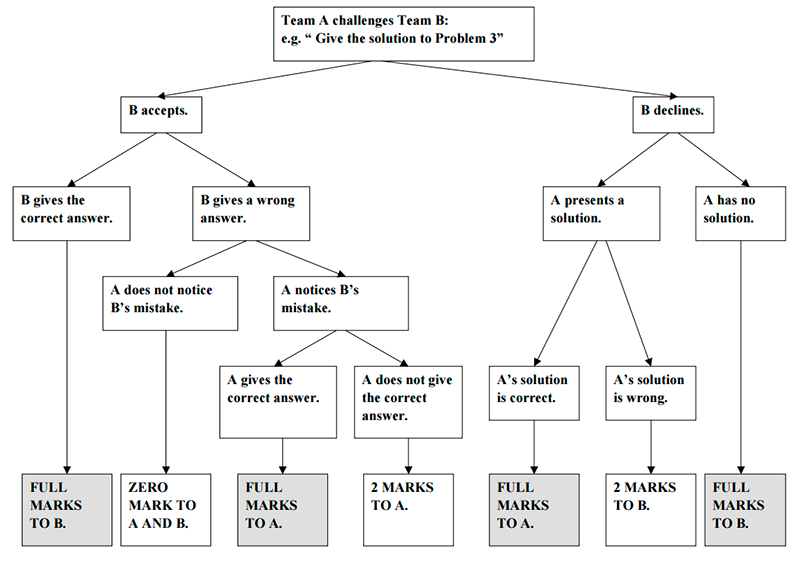 Team A challenges Team B:
e.g. “ Give the solution to Problem 3”
B accepts.
B declines.
B gives the
correct answer.
B gives a wrong
answer.
A presents a
solution.
A has no
solution.
A does not notice
B’s mistake.
A notices B’s
mistake.
A gives the
correct answer.
A does not give
the correct
answer.
A’s solution
is correct.
A’s solution
is wrong.
FULL
MARKS
TO B.
ZERO
MARK TO
A AND B.
FULL
MARKS
TO A.
2 MARKS
TO A.
FULL
MARKS
TO A.
2 MARKS
TO B.
FULL
MARKS
TO B.